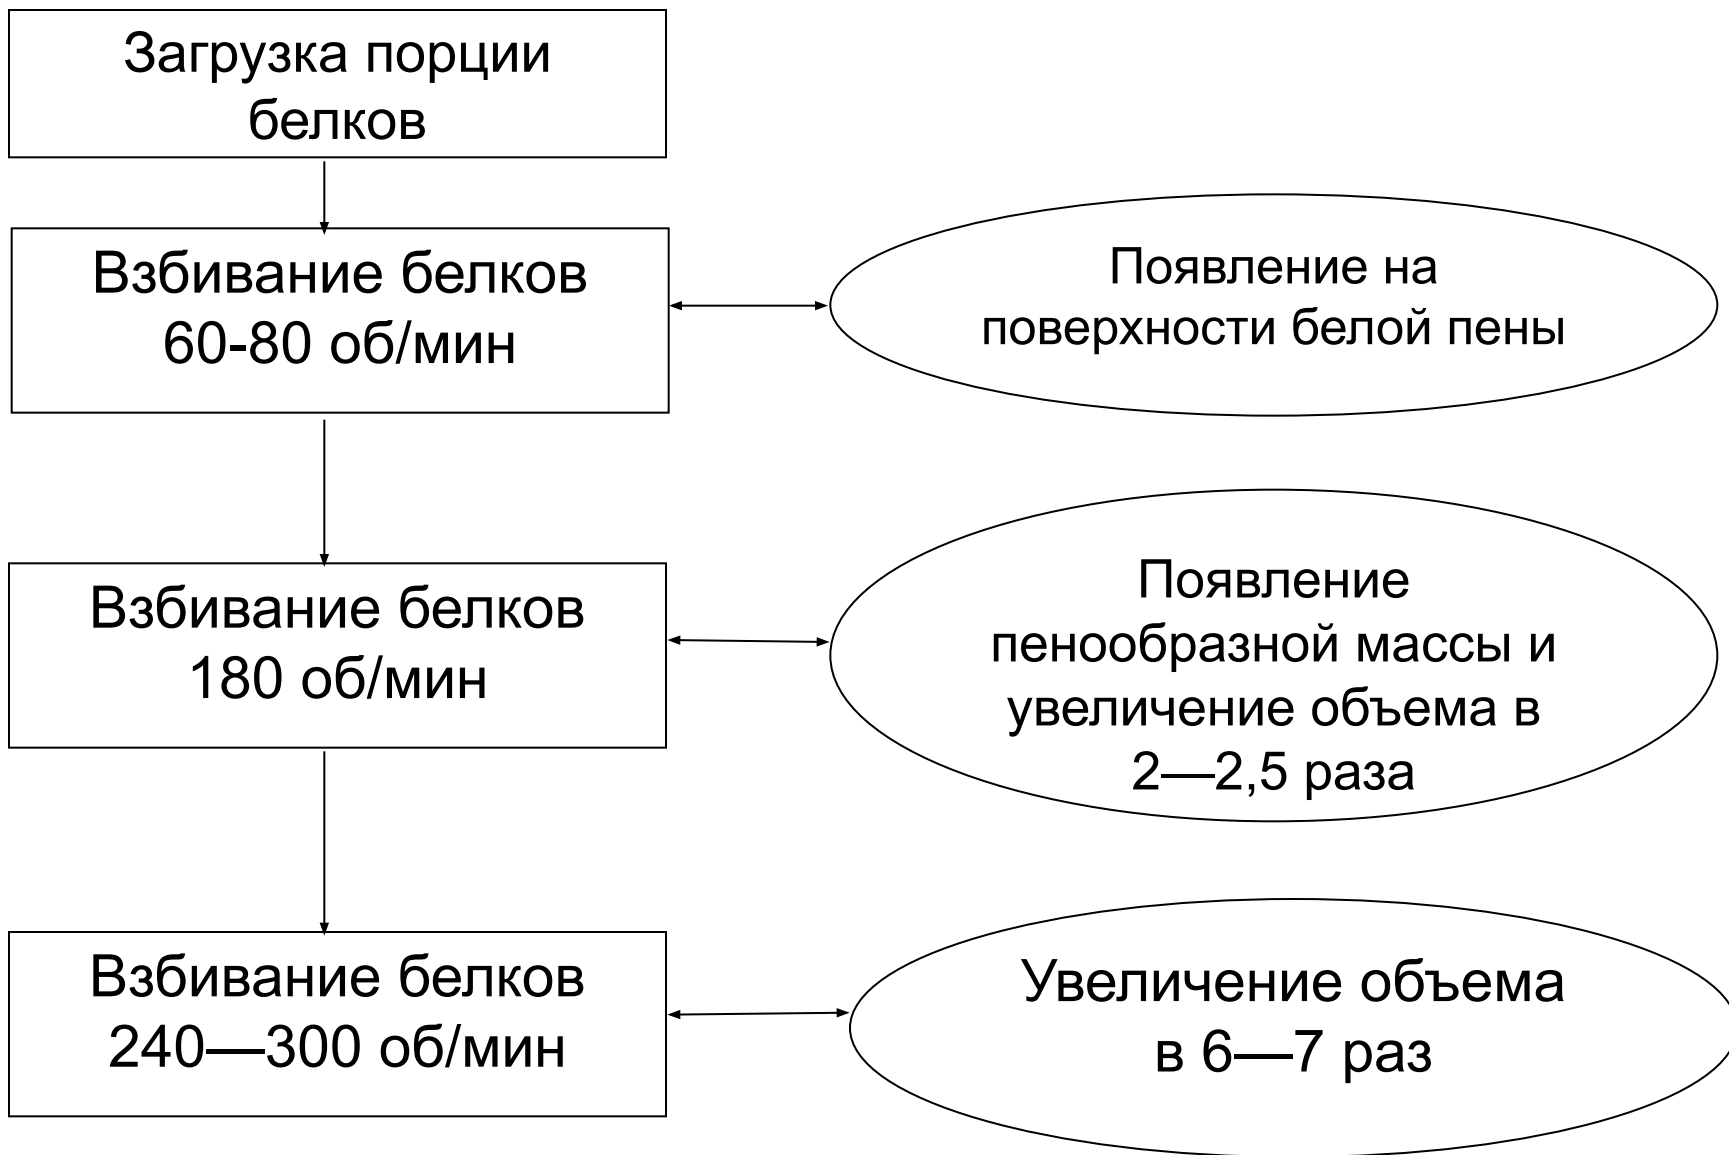 Загрузка порции
белков
Взбивание белков
60-80 об/мин
Появление на
поверхности белой пены
Взбивание белков
180 об/мин
Появление
пенообразной массы и
увеличение объема в
2—2,5 раза
Взбивание белков
240—300 об/мин
Увеличение объема
в 6—7 раз